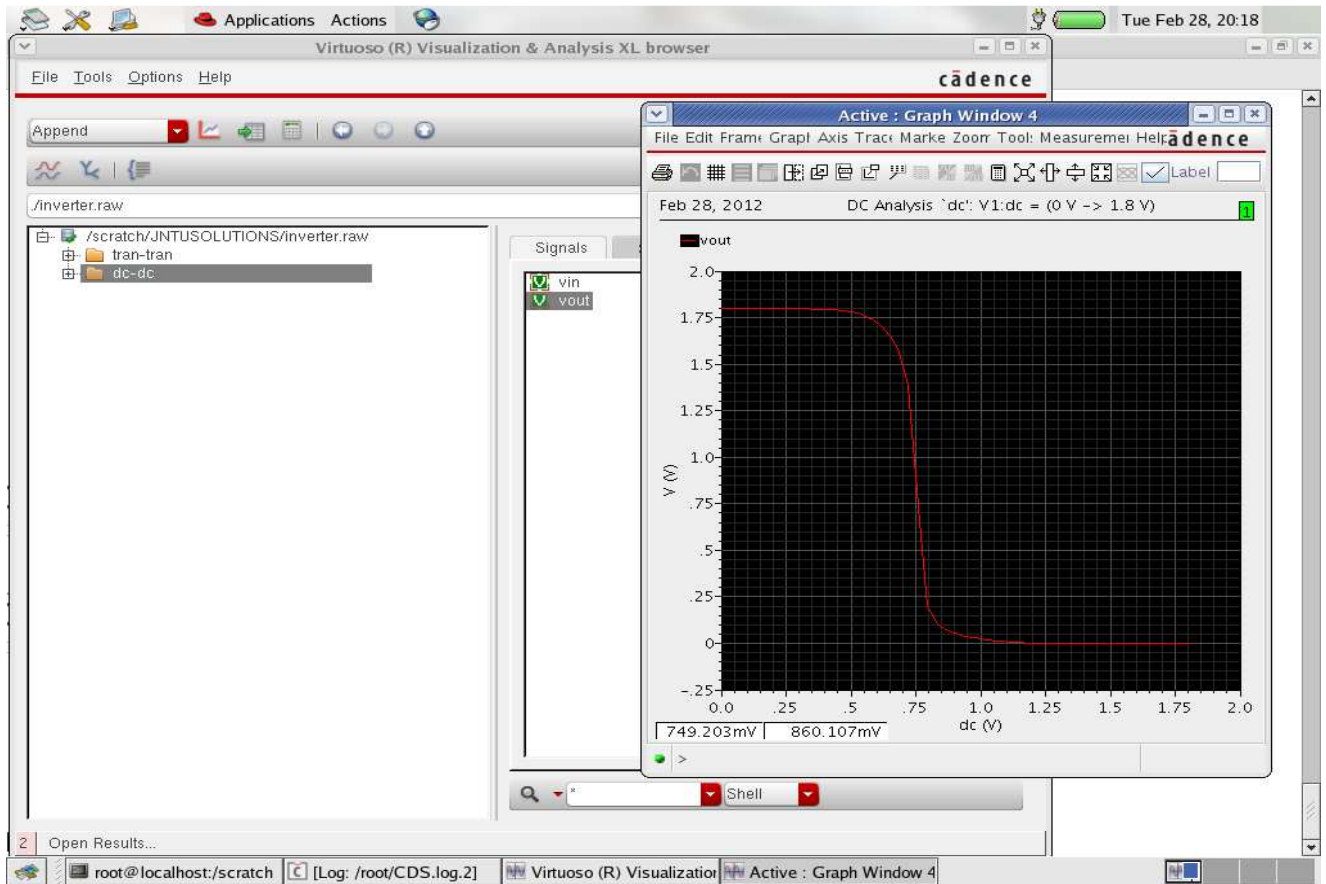 Applications Actions
Tue Feb 28, 20:18
Virtuoso (R) Visualization & Analysis XL browser
File Tools Options Help
cādence
Append
./inverter.raw
/scratch/JNTUSOLUTIONS/inverter.raw
tran-tran
dc-dc
Signals
vin
vout
* Shell
2 Open Results...
Active : Graph Window 4
File Edit Frame Graph Axis Trace Marke Zoom Tools Measuremen Help ādence
Label
Feb 28, 2012 DC Analysis `dc': V1:dc = (0 V -> 1.8 V) 1
vout
2.0
1.75
1.5
1.25
1.0
.75
.5
.25
0
-.25
V (V)
0.0 .25 .5 .75 1.0 1.25 1.5 1.75 2.0
dc (V)
749.203mV 860.107mV
>
root@localhost:/scratch [Log: /root/CDS.log.2] Virtuoso (R) Visualization Active : Graph Window 4